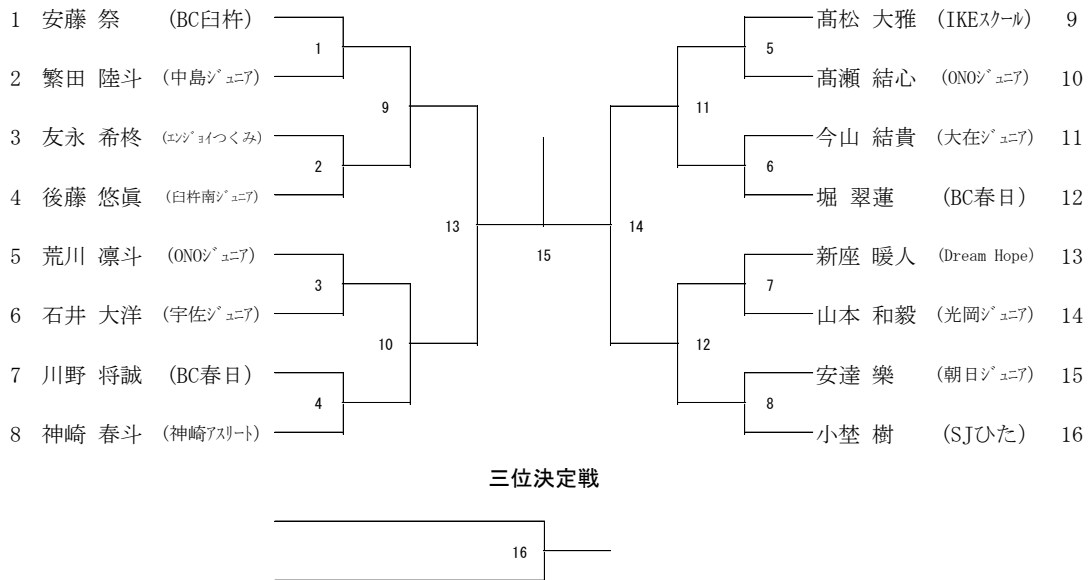 1 安藤 祭 (BC臼杵)
2 繁田 陸斗 (中島ｼﾞｭﾆｱ)
3 友永 希柊 (ｴﾝｼﾞｮｲつくみ)
4 後藤 悠眞 (臼杵南ｼﾞｭﾆｱ)
5 荒川 凛斗 (ONOｼﾞｭﾆｱ)
6 石井 大洋 (宇佐ｼﾞｭﾆｱ)
7 川野 将誠 (BC春日)
8 神崎 春斗 (神崎ｱｽﾘｰﾄ)
1
2
3
4
9
10
13
15
14
11
12
5
6
7
8
髙松 大雅 (IKEｽｸｰﾙ) 9
髙瀬 結心 (ONOｼﾞｭﾆｱ) 10
今山 結貴 (大在ｼﾞｭﾆｱ) 11
堀 翠蓮 (BC春日) 12
新座 暖人 (Dream Hope) 13
山本 和毅 (光岡ｼﾞｭﾆｱ) 14
安達 樂 (朝日ｼﾞｭﾆｱ) 15
小埜 樹 (SJひた) 16
三位決定戦
16